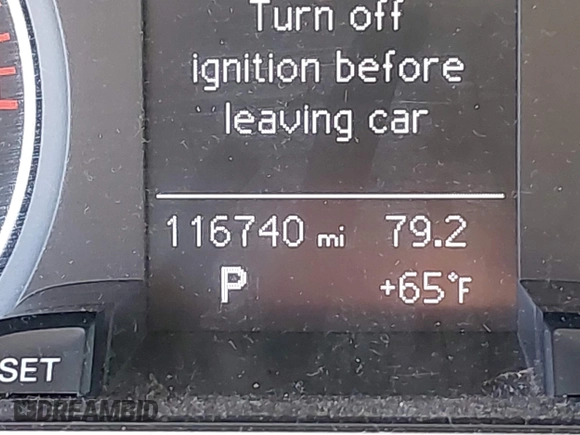 Turn off
ignition before
leaving car
116740 mi 79.2
P +65°F
SET
DREAMBID